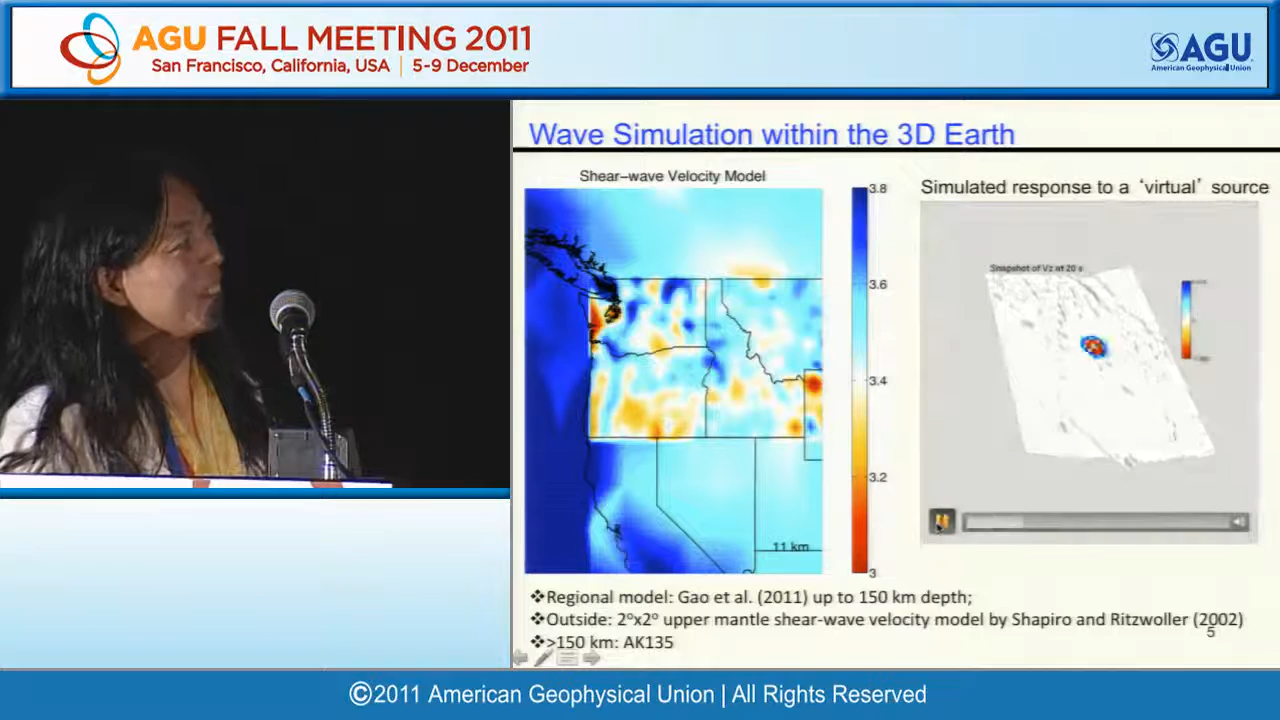 AGU FALL MEETING 2011
San Francisco, California, USA | 5-9 December
AGU
American Geophysical Union
Wave Simulation within the 3D Earth
Shear–wave Velocity Model
3.8
3.6
3.4
3.2
3
11 km
Simulated response to a ‘virtual’ source
Snapshot of Vz at 20 s
❖Regional model: Gao et al. (2011) up to 150 km depth;
❖Outside: 2°x2° upper mantle shear-wave velocity model by Shapiro and Ritzwoller (2002)
❖>150 km: AK135
5
©2011 American Geophysical Union | All Rights Reserved